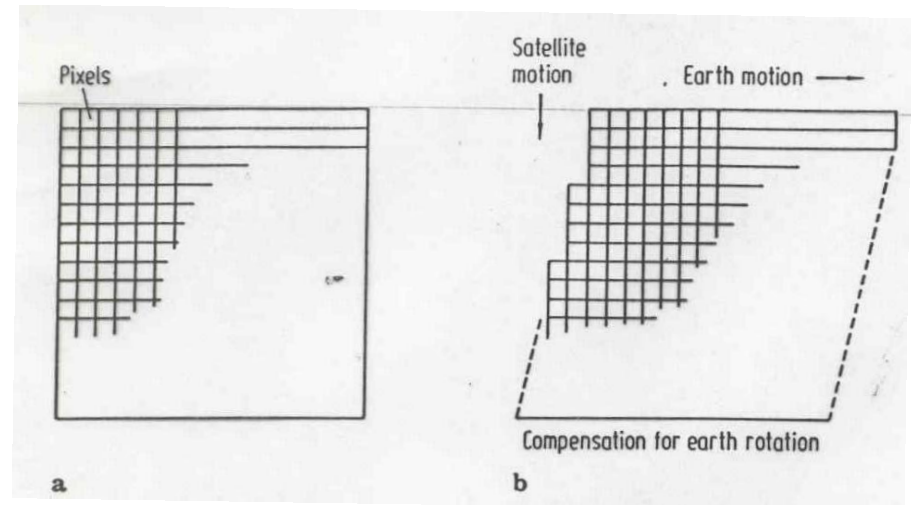 Pixels
Satellite
motion
Earth motion
Compensation for earth rotation
a
b